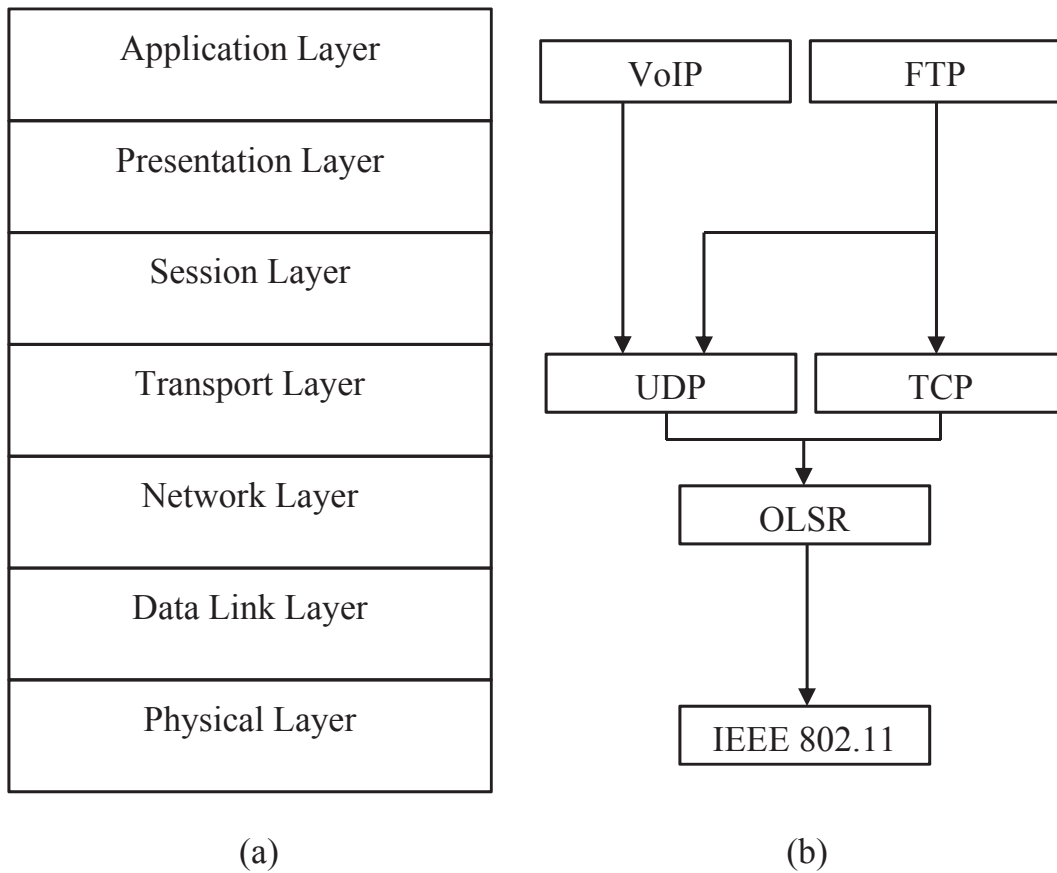 Application Layer
Presentation Layer
Session Layer
Transport Layer
Network Layer
Data Link Layer
Physical Layer
(a)
VoIP
FTP
UDP
TCP
OLSR
IEEE 802.11
(b)